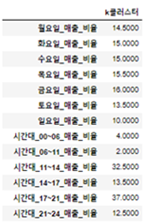 k클러스터
월요일_매출_비율 14.5000
화요일_매출_비율 15.0000
수요일_매출_비율 15.0000
목요일_매출_비율 15.5000
금요일_매출_비율 16.0000
토요일_매출_비율 13.5000
일요일_매출_비율 10.0000
시간대_00~06_매출_비율 4.0000
시간대_06~11_매출_비율 2.0000
시간대_11~14_매출_비율 32.5000
시간대_14~17_매출_비율 13.5000
시간대_17~21_매출_비율 37.0000
시간대_21~24_매출_비율 12.5000